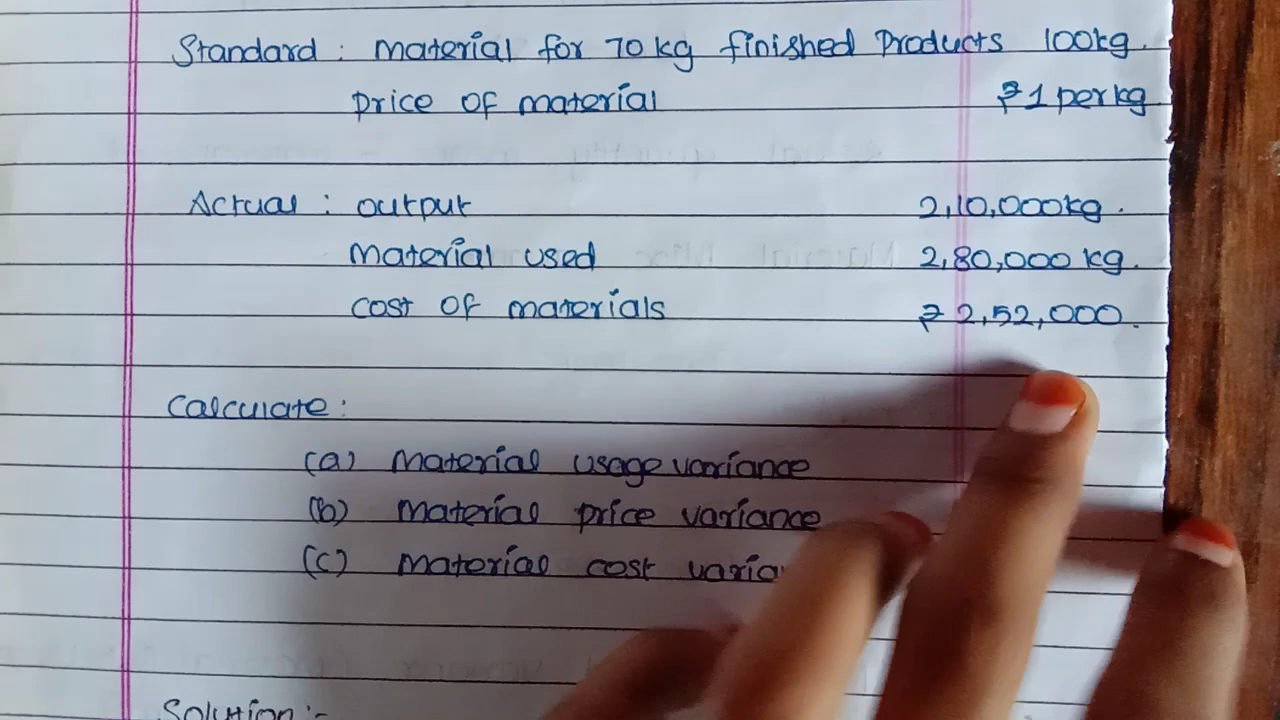 Standard : Material for 70 kg finished Products 100kg.
Price of material ₹1 per kg
Actual : output 2,10,000kg.
Material used 2,80,000 kg.
Cost of materials ₹ 2,52,000.
Calculate :
(a) Material usage variance
(b) Material price variance
(c) Material cost varia
Solution :-